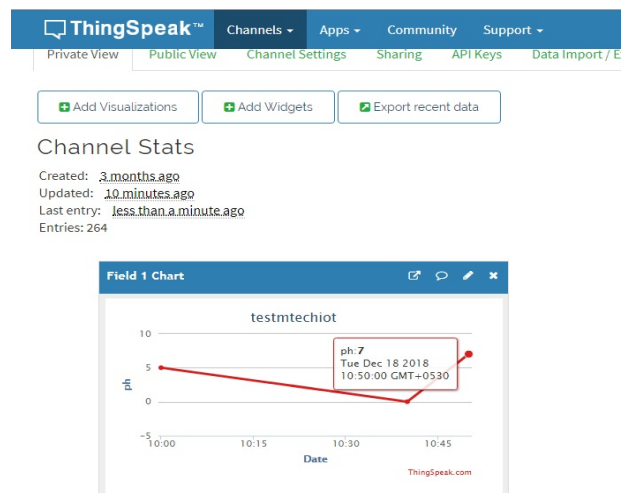 ThingSpeak™ Channels Apps Community Support
Private View Public View Channel Settings Sharing API Keys Data Import / E
Add Visualizations Add Widgets Export recent data
Channel Stats
Created: 3 months ago
Updated: 10 minutes ago
Last entry: less than a minute ago
Entries: 264
Field 1 Chart
testmtechiot
10
5
0
-5
ph
ph:7
Tue Dec 18 2018
10:50:00 GMT+0530
10:00 10:15 10:30 10:45
Date
ThingSpeak.com